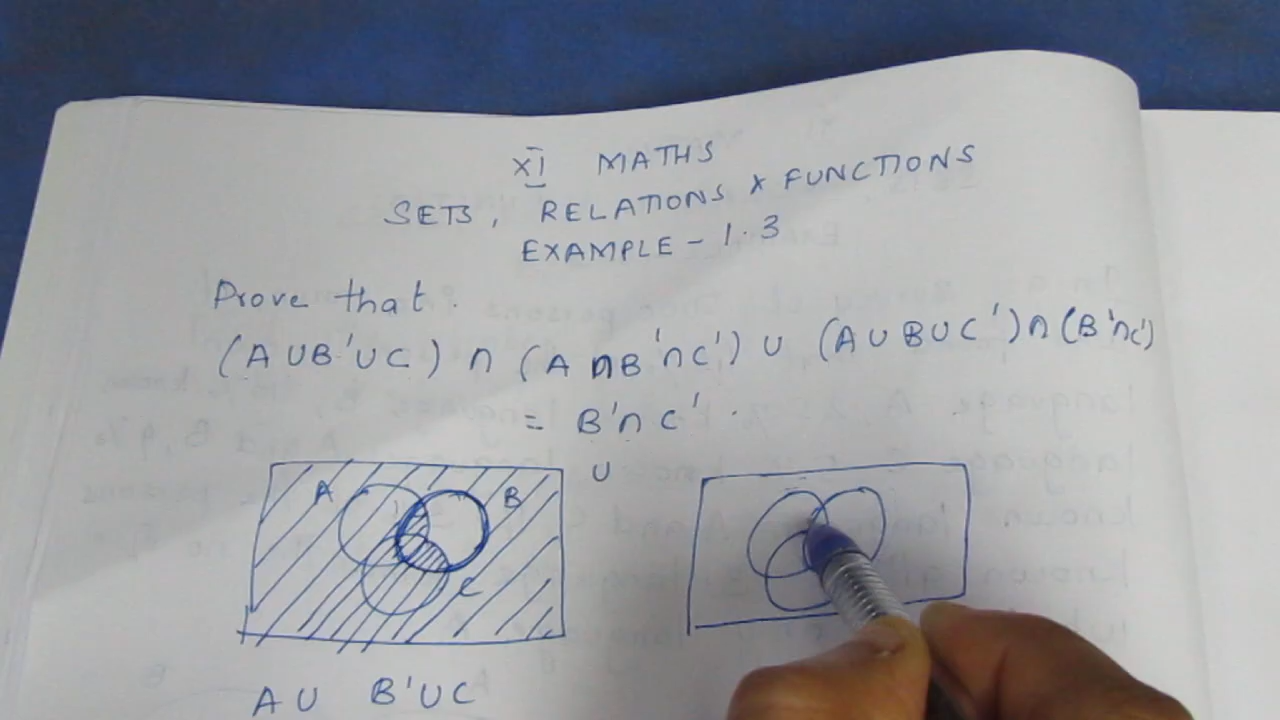 XI MATHS
SETS, RELATIONS & FUNCTIONS
EXAMPLE - 1.3
Prove that.
(A ∪ B' ∪ C) ∩ (A ∩ B' ∩ C') ∪ (A ∪ B ∪ C') ∩ (B' ∩ C')
= B' ∩ C'.
∪
A B
C
A ∪ B' ∪ C